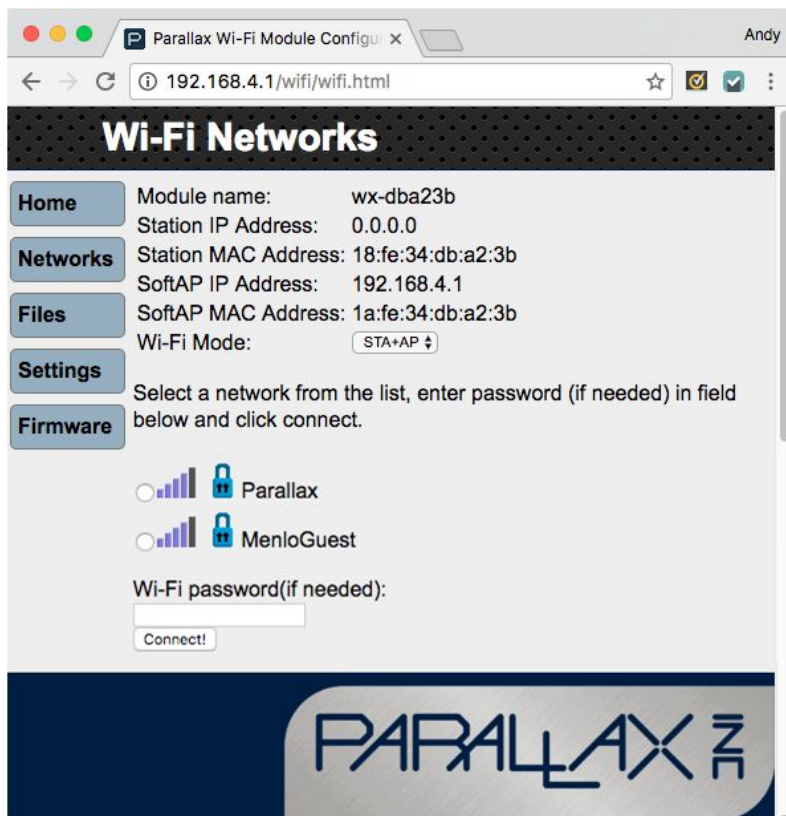 Parallax Wi-Fi Module Configu
Andy
192.168.4.1/wifi/wifi.html
Wi-Fi Networks
Home
Networks
Files
Settings
Firmware
Module name: wx-dba23b
Station IP Address: 0.0.0.0
Station MAC Address: 18:fe:34:db:a2:3b
SoftAP IP Address: 192.168.4.1
SoftAP MAC Address: 1a:fe:34:db:a2:3b
Wi-Fi Mode: STA+AP
Select a network from the list, enter password (if needed) in field
below and click connect.
Parallax
MenloGuest
Wi-Fi password(if needed):
Connect!
PARALLAX INC